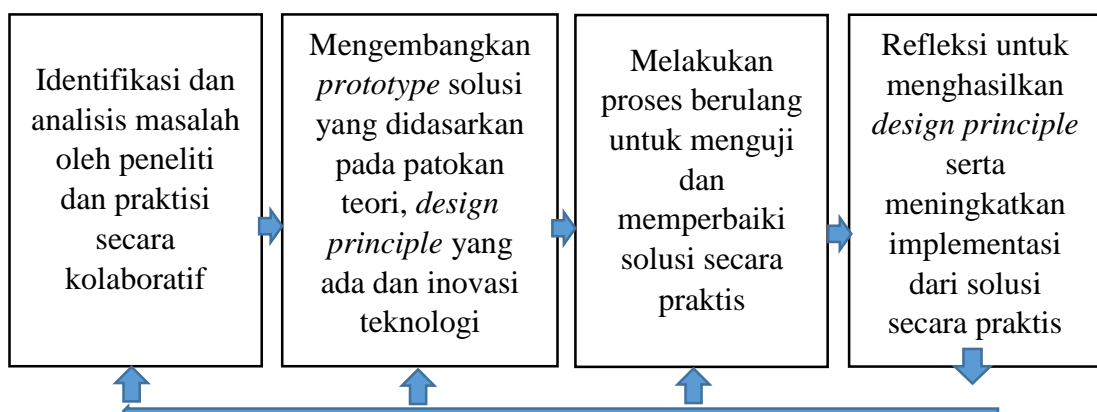 Identifikasi dan
analisis masalah
oleh peneliti
dan praktisi
secara
kolaboratif
Mengembangkan
prototype solusi
yang didasarkan
pada patokan
teori, design
principle yang
ada dan inovasi
teknologi
Melakukan
proses berulang
untuk menguji
dan
memperbaiki
solusi secara
praktis
Refleksi untuk
menghasilkan
design principle
serta
meningkatkan
implementasi
dari solusi
secara praktis